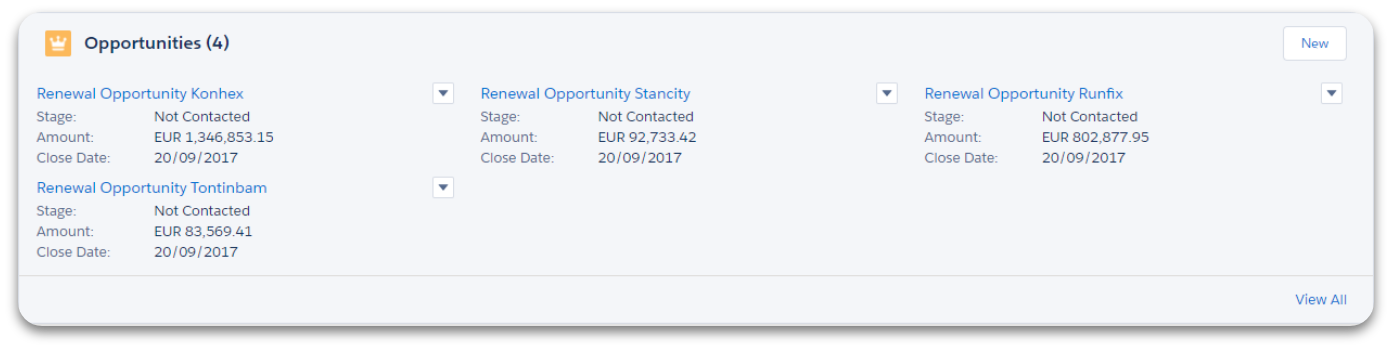 Opportunities (4)
New
Renewal Opportunity Konhex
Stage: Not Contacted
Amount: EUR 1,346,853.15
Close Date: 20/09/2017
Renewal Opportunity Stancity
Stage: Not Contacted
Amount: EUR 92,733.42
Close Date: 20/09/2017
Renewal Opportunity Runfix
Stage: Not Contacted
Amount: EUR 802,877.95
Close Date: 20/09/2017
Renewal Opportunity Tontinbam
Stage: Not Contacted
Amount: EUR 83,569.41
Close Date: 20/09/2017
View All